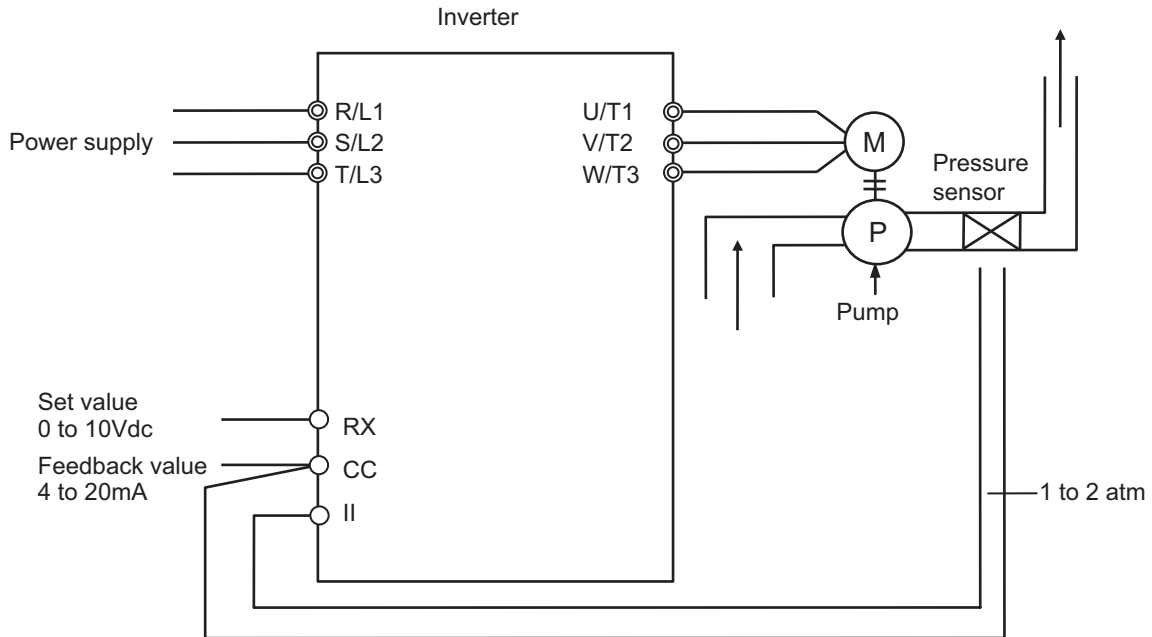 Inverter
R/L1
S/L2
T/L3
Power supply
U/T1
V/T2
W/T3
M
Pressure
sensor
P
Pump
Set value
0 to 10Vdc
RX
Feedback value
4 to 20mA
CC
II
1 to 2 atm